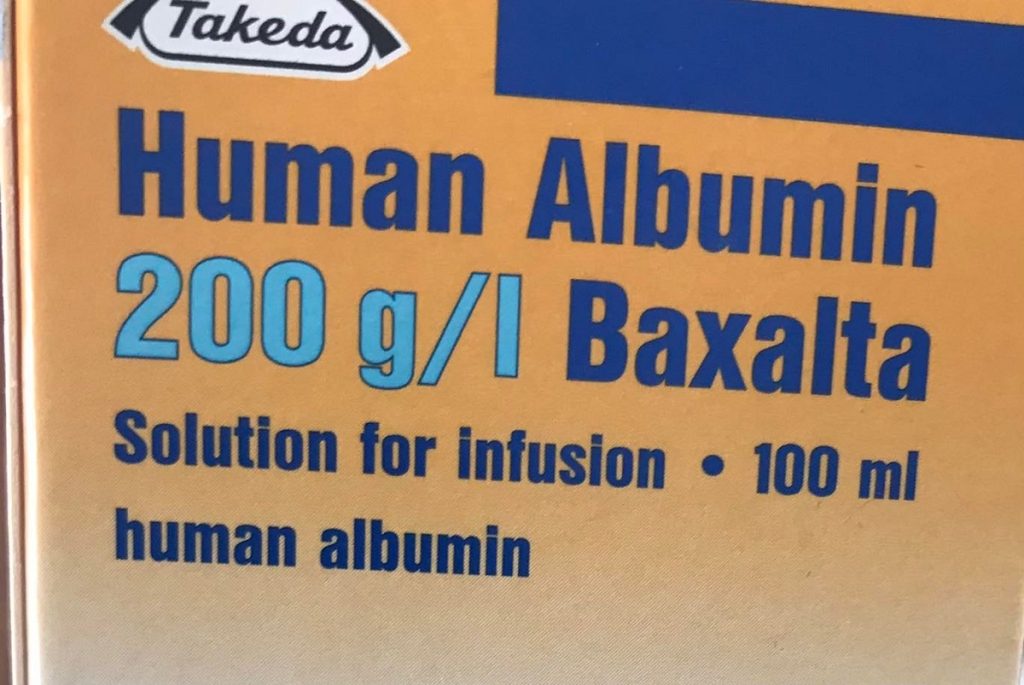 Takeda
Human Albumin
200 g/l Baxalta
Solution for infusion • 100 ml
human albumin